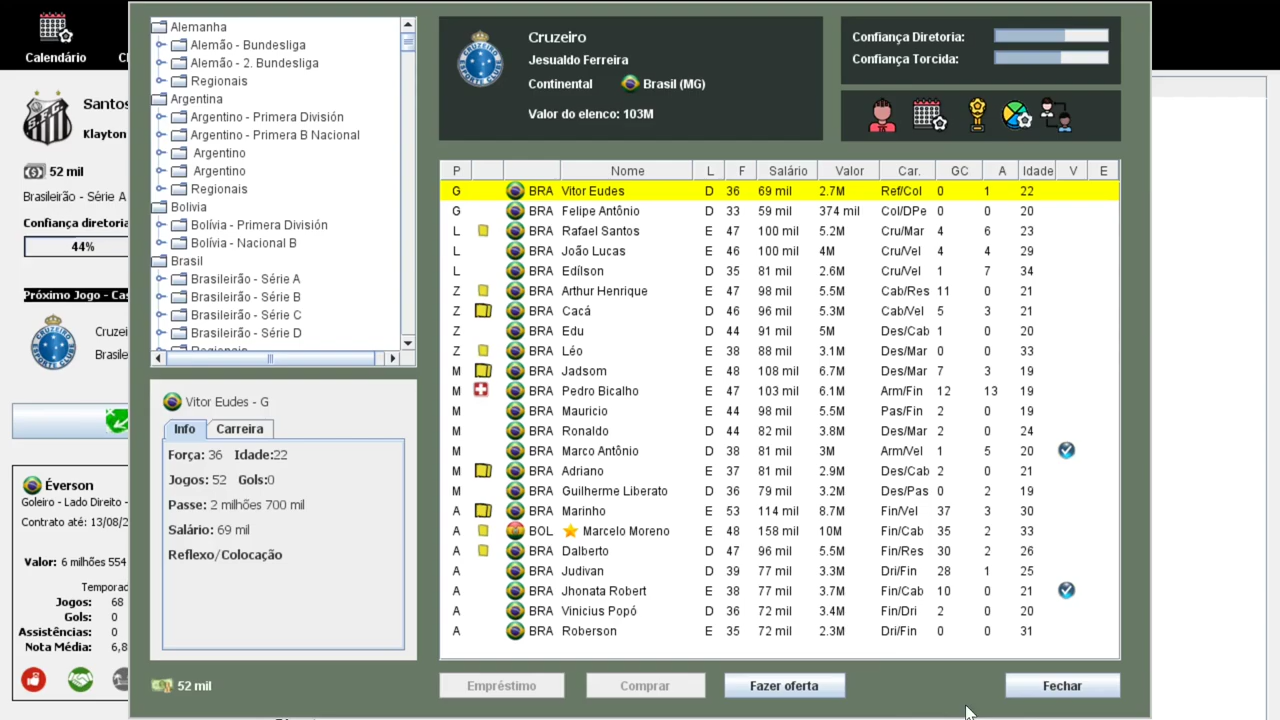 Calendário
Cl
Santos
Klayton
52 mil
Brasileirão - Série A
Confiança diretoria
44%
Próximo Jogo - Cas
Cruzei
Brasile
Éverson
Goleiro - Lado Direito -
Contrato até: 13/08/2
Valor: 6 milhões 554
Temporad
Jogos: 68
Gols: 0
Assistências: 0
Nota Média: 6,8
Alemanha
Alemão - Bundesliga
Alemão - 2. Bundesliga
Regionais
Argentina
Argentino - Primera División
Argentino - Primera B Nacional
Argentino
Argentino
Regionais
Bolivia
Bolívia - Primera División
Bolívia - Nacional B
Brasil
Brasileirão - Série A
Brasileirão - Série B
Brasileirão - Série C
Brasileirão - Série D
Regionais
Vitor Eudes - G
Info Carreira
Força: 36 Idade:22
Jogos: 52 Gols:0
Passe: 2 milhões 700 mil
Salário: 69 mil
Reflexo/Colocação
52 mil
Cruzeiro
Jesualdo Ferreira
Continental Brasil (MG)
Valor do elenco: 103M
Confiança Diretoria:
Confiança Torcida:
P Nome L F Salário Valor Car. GC A Idade V E
G BRA Vitor Eudes D 36 69 mil 2.7M Ref/Col 0 1 22
G BRA Felipe Antônio D 33 59 mil 374 mil Col/DPe 0 0 20
L BRA Rafael Santos E 47 100 mil 5.2M Cru/Mar 4 6 23
L BRA João Lucas E 46 100 mil 4M Cru/Vel 4 4 29
L BRA Edílson D 35 81 mil 2.6M Cru/Vel 1 7 34
Z BRA Arthur Henrique E 47 98 mil 5.5M Cab/Res 11 0 21
Z BRA Cacá D 46 96 mil 5.3M Cab/Vel 5 3 21
Z BRA Edu D 44 91 mil 5M Des/Cab 1 0 20
Z BRA Léo E 38 88 mil 3.1M Des/Mar 0 0 33
M BRA Jadsom E 48 108 mil 6.7M Des/Mar 7 3 19
M BRA Pedro Bicalho E 47 103 mil 6.1M Arm/Fin 12 13 19
M BRA Mauricio E 44 98 mil 5.5M Pas/Fin 2 0 19
M BRA Ronaldo D 44 82 mil 3.8M Des/Mar 2 0 24
M BRA Marco Antônio D 38 81 mil 3M Arm/Vel 1 5 20
M BRA Adriano E 37 81 mil 2.9M Des/Cab 2 0 21
M BRA Guilherme Liberato D 36 79 mil 3.2M Des/Pas 0 2 19
A BRA Marinho E 53 114 mil 8.7M Fin/Vel 37 3 30
A BOL Marcelo Moreno E 48 158 mil 10M Fin/Cab 35 2 33
A BRA Dalberto D 47 96 mil 5.5M Fin/Res 30 2 26
A BRA Judivan D 39 77 mil 3.3M Dri/Fin 28 1 25
A BRA Jhonata Robert E 38 77 mil 3.7M Fin/Cab 10 0 21
A BRA Vinicius Popó D 36 72 mil 3.4M Fin/Dri 2 0 20
A BRA Roberson E 35 72 mil 2.3M Dri/Fin 0 0 31
Empréstimo Comprar Fazer oferta Fechar